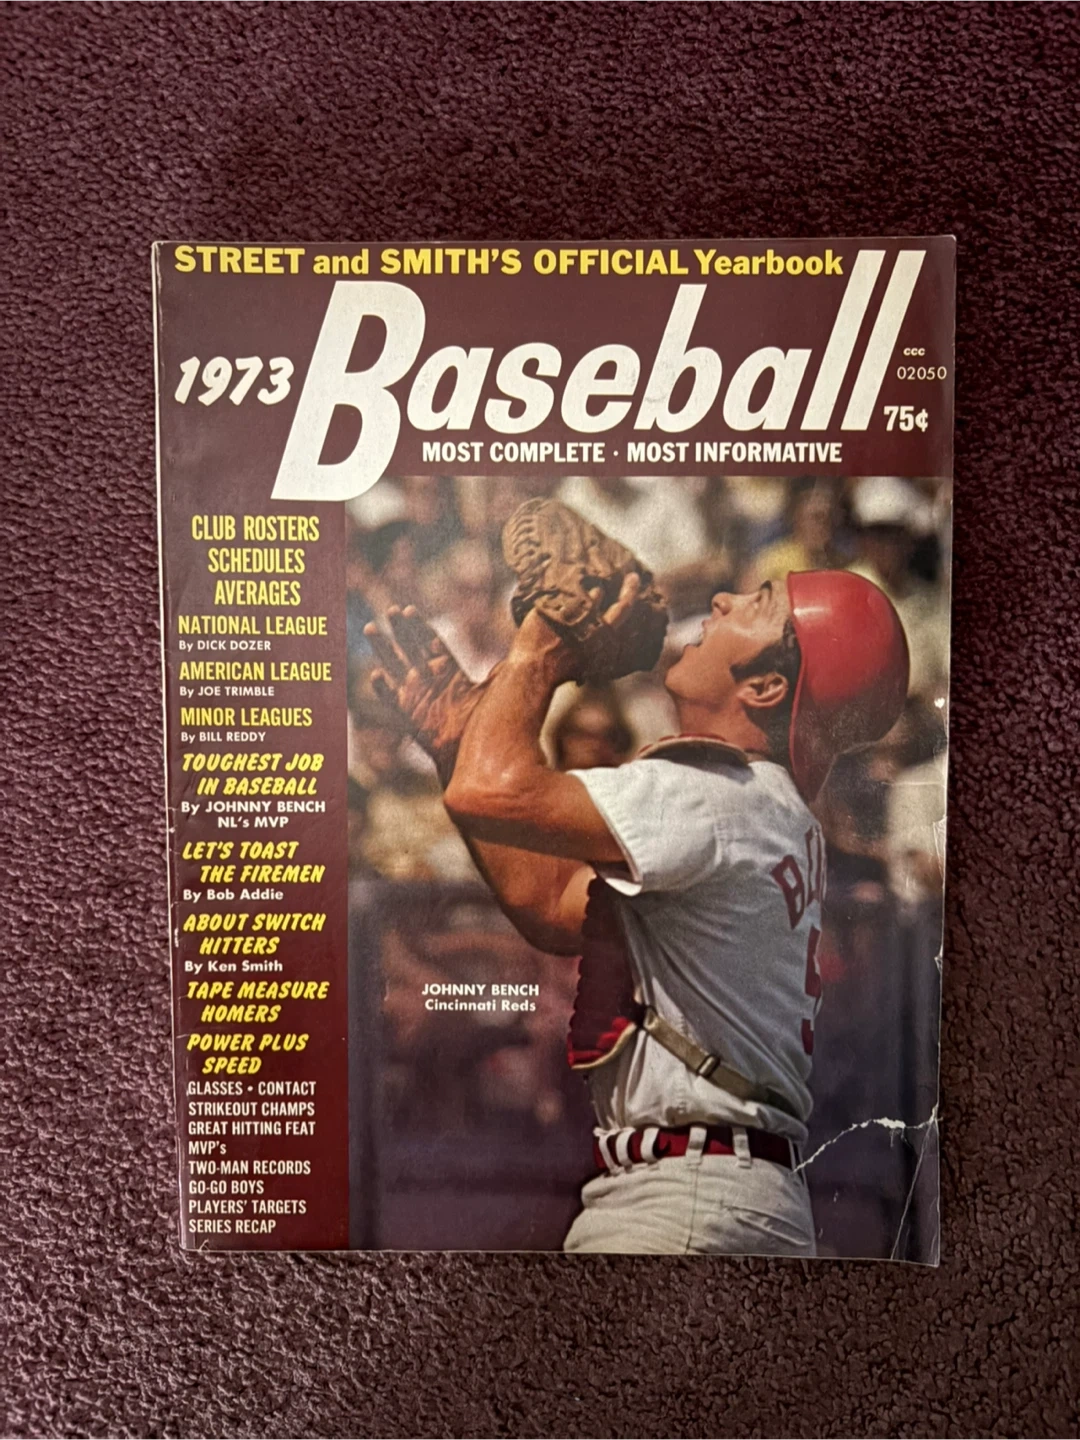 STREET and SMITH'S OFFICIAL Yearbook
1973 Baseball
ccc
02050
75¢
MOST COMPLETE · MOST INFORMATIVE
CLUB ROSTERS
SCHEDULES
AVERAGES
NATIONAL LEAGUE
By DICK DOZER
AMERICAN LEAGUE
By JOE TRIMBLE
MINOR LEAGUES
By BILL REDDY
TOUGHEST JOB
IN BASEBALL
By JOHNNY BENCH
NL's MVP
LET'S TOAST
THE FIREMEN
By Bob Addie
ABOUT SWITCH
HITTERS
By Ken Smith
TAPE MEASURE
HOMERS
POWER PLUS
SPEED
GLASSES • CONTACT
STRIKEOUT CHAMPS
GREAT HITTING FEAT
MVP's
TWO-MAN RECORDS
GO-GO BOYS
PLAYERS' TARGETS
SERIES RECAP
JOHNNY BENCH
Cincinnati Reds
5